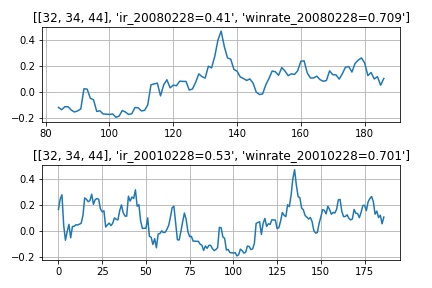 [[32, 34, 44], 'ir_20080228=0.41', 'winrate_20080228=0.709']
0.4
0.2
0.0
−0.2
80 100 120 140 160 180
[[32, 34, 44], 'ir_20010228=0.53', 'winrate_20010228=0.701']
0.4
0.2
0.0
−0.2
0 25 50 75 100 125 150 175